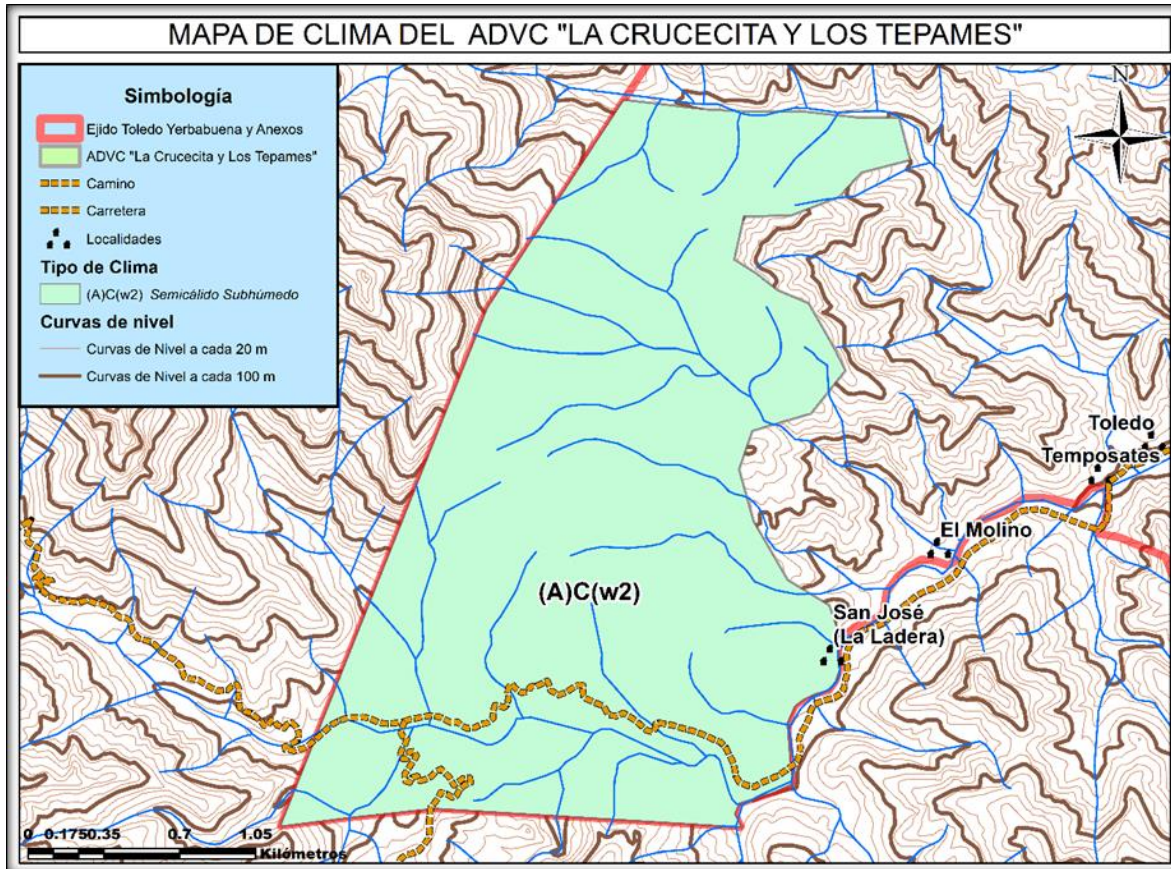 MAPA DE CLIMA DEL ADVC "LA CRUCECITA Y LOS TEPAMES"
Simbología
Ejido Toledo Yerbabuena y Anexos
ADVC "La Crucecita y Los Tepames"
Camino
Carretera
Localidades
Tipo de Clima
(A)C(w2) Semicálido Subhúmedo
Curvas de nivel
Curvas de Nivel a cada 20 m
Curvas de Nivel a cada 100 m
N
Toledo
Temposates
El Molino
(A)C(w2)
San José
(La Ladera)
0 0.175 0.35 0.7 1.05
Kilómetros